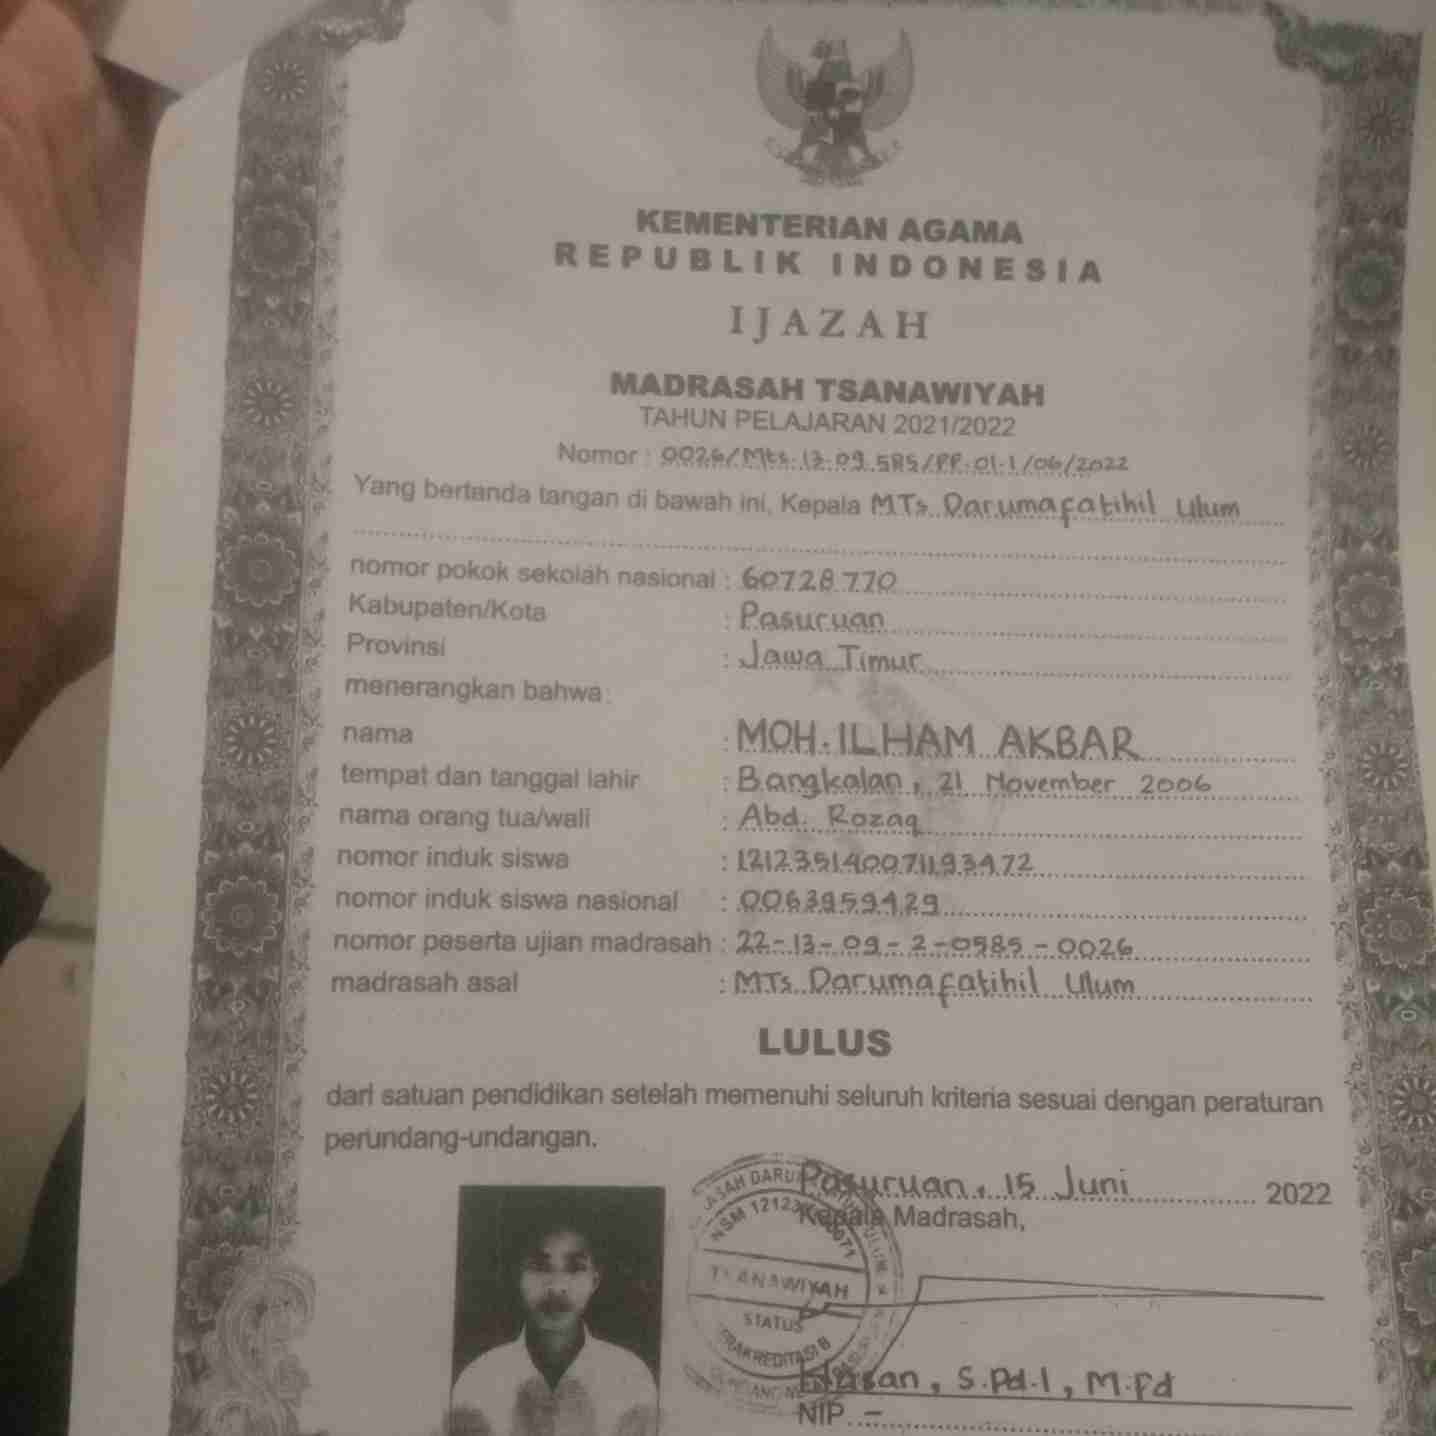 KEMENTERIAN AGAMA
REPUBLIK INDONESIA
IJAZAH
MADRASAH TSANAWIYAH
TAHUN PELAJARAN 2021/2022
Nomor : 0026/Mts.13.09.585/PP.01.1/06/2022
Yang bertanda tangan di bawah ini, Kepala MTs Darumafatihil Ulum
nomor pokok sekolah nasional : 60728770
Kabupaten/Kota : Pasuruan
Provinsi : Jawa Timur
menerangkan bahwa:
nama : MOH. ILHAM AKBAR
tempat dan tanggal lahir : Bangkalan, 21 November 2006
nama orang tua/wali : Abd. Rozaq
nomor induk siswa : 121235140071193472
nomor induk siswa nasional : 0063959429
nomor peserta ujian madrasah : 22-13-09-2-0585-0026
madrasah asal : MTs Darumafatihil Ulum
LULUS
dari satuan pendidikan setelah memenuhi seluruh kriteria sesuai dengan peraturan
perundang-undangan.
Pasuruan, 15 Juni 2022
Kepala Madrasah,
TSANAWIYAH
STATUS
TERAKREDITASI B
Hasan, S.Pd.I, M.Pd
NIP. -